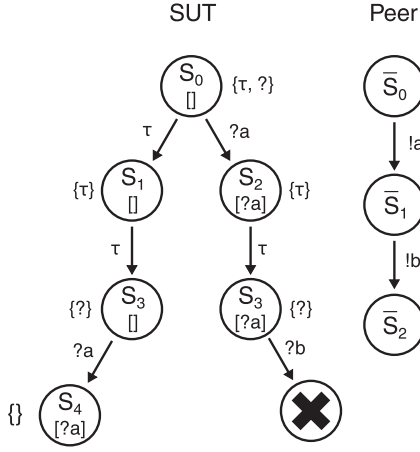 SUT Peer
S₀
[]
{τ, ?}
S̅₀
τ
?a
!a
{τ}
S₁
[]
S₂
[?a]
{τ}
S̅₁
τ
τ
!b
{?}
S₃
[]
S₃
[?a]
{?}
S̅₂
?a
?b
{}
S₄
[?a]